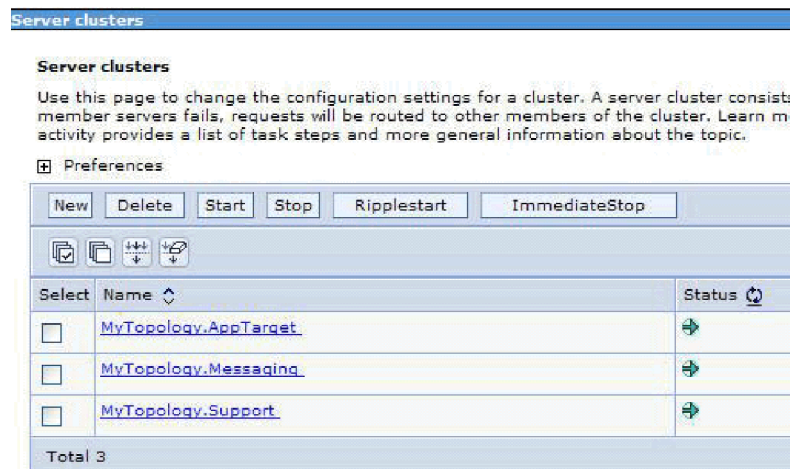 Server clusters
Server clusters
Use this page to change the configuration settings for a cluster. A server cluster consists
member servers fails, requests will be routed to other members of the cluster. Learn m
activity provides a list of task steps and more general information about the topic.
Preferences
New Delete Start Stop Ripplestart ImmediateStop
Select Name Status
MyTopology.AppTarget
MyTopology.Messaging
MyTopology.Support
Total 3